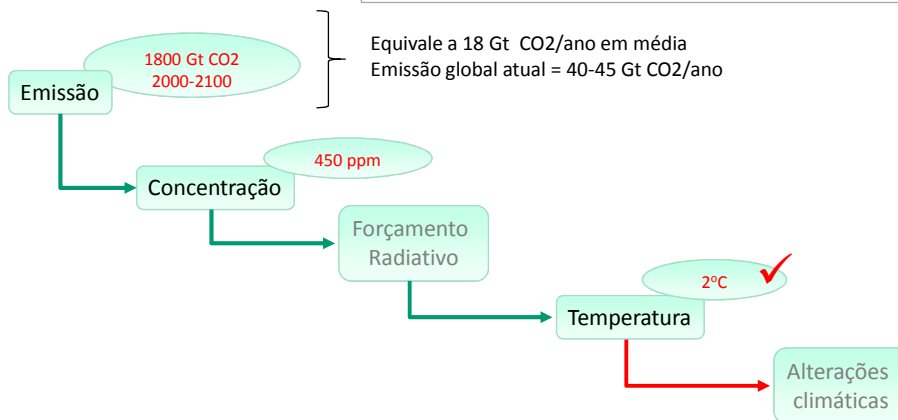 1800 Gt CO2
2000-2100
Equivale a 18 Gt CO2/ano em média
Emissão global atual = 40-45 Gt CO2/ano
Emissão
450 ppm
Concentração
Forçamento
Radiativo
2ºC
Temperatura
Alterações
climáticas